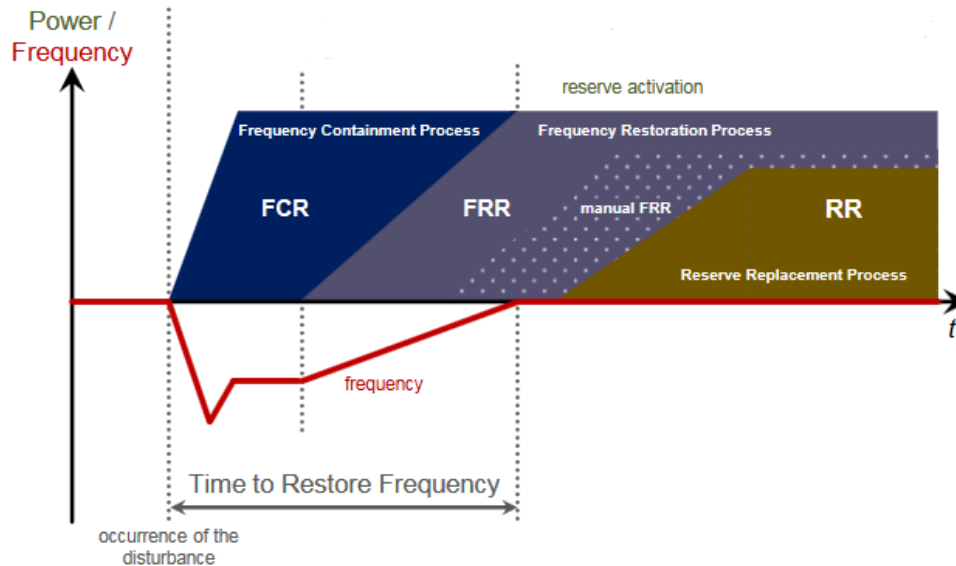 Power /
Frequency
reserve activation
Frequency Containment Process
Frequency Restoration Process
FCR
FRR
manual FRR
RR
Reserve Replacement Process
t
frequency
Time to Restore Frequency
occurrence of the
disturbance